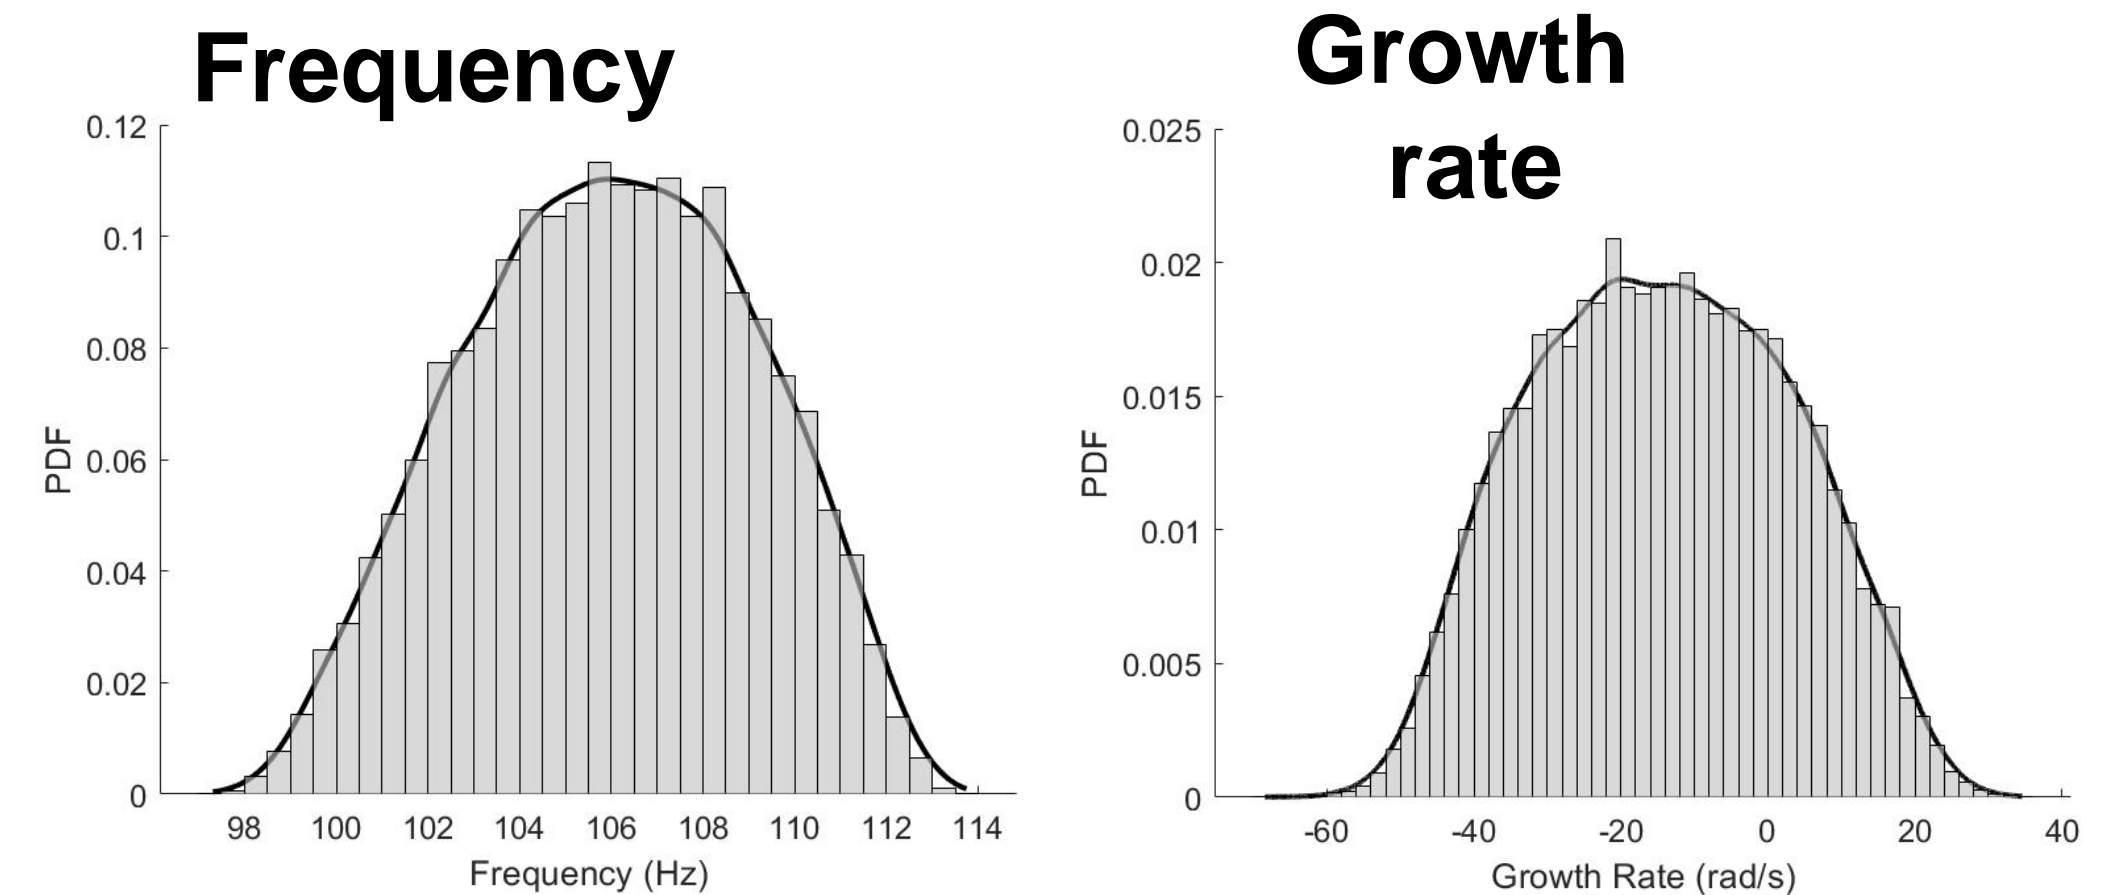 Frequency
0.12
0.1
0.08
0.06
0.04
0.02
0
PDF
98 100 102 104 106 108 110 112 114
Frequency (Hz)
Growth
rate
0.025
0.02
0.015
0.01
0.005
0
PDF
-60 -40 -20 0 20 40
Growth Rate (rad/s)